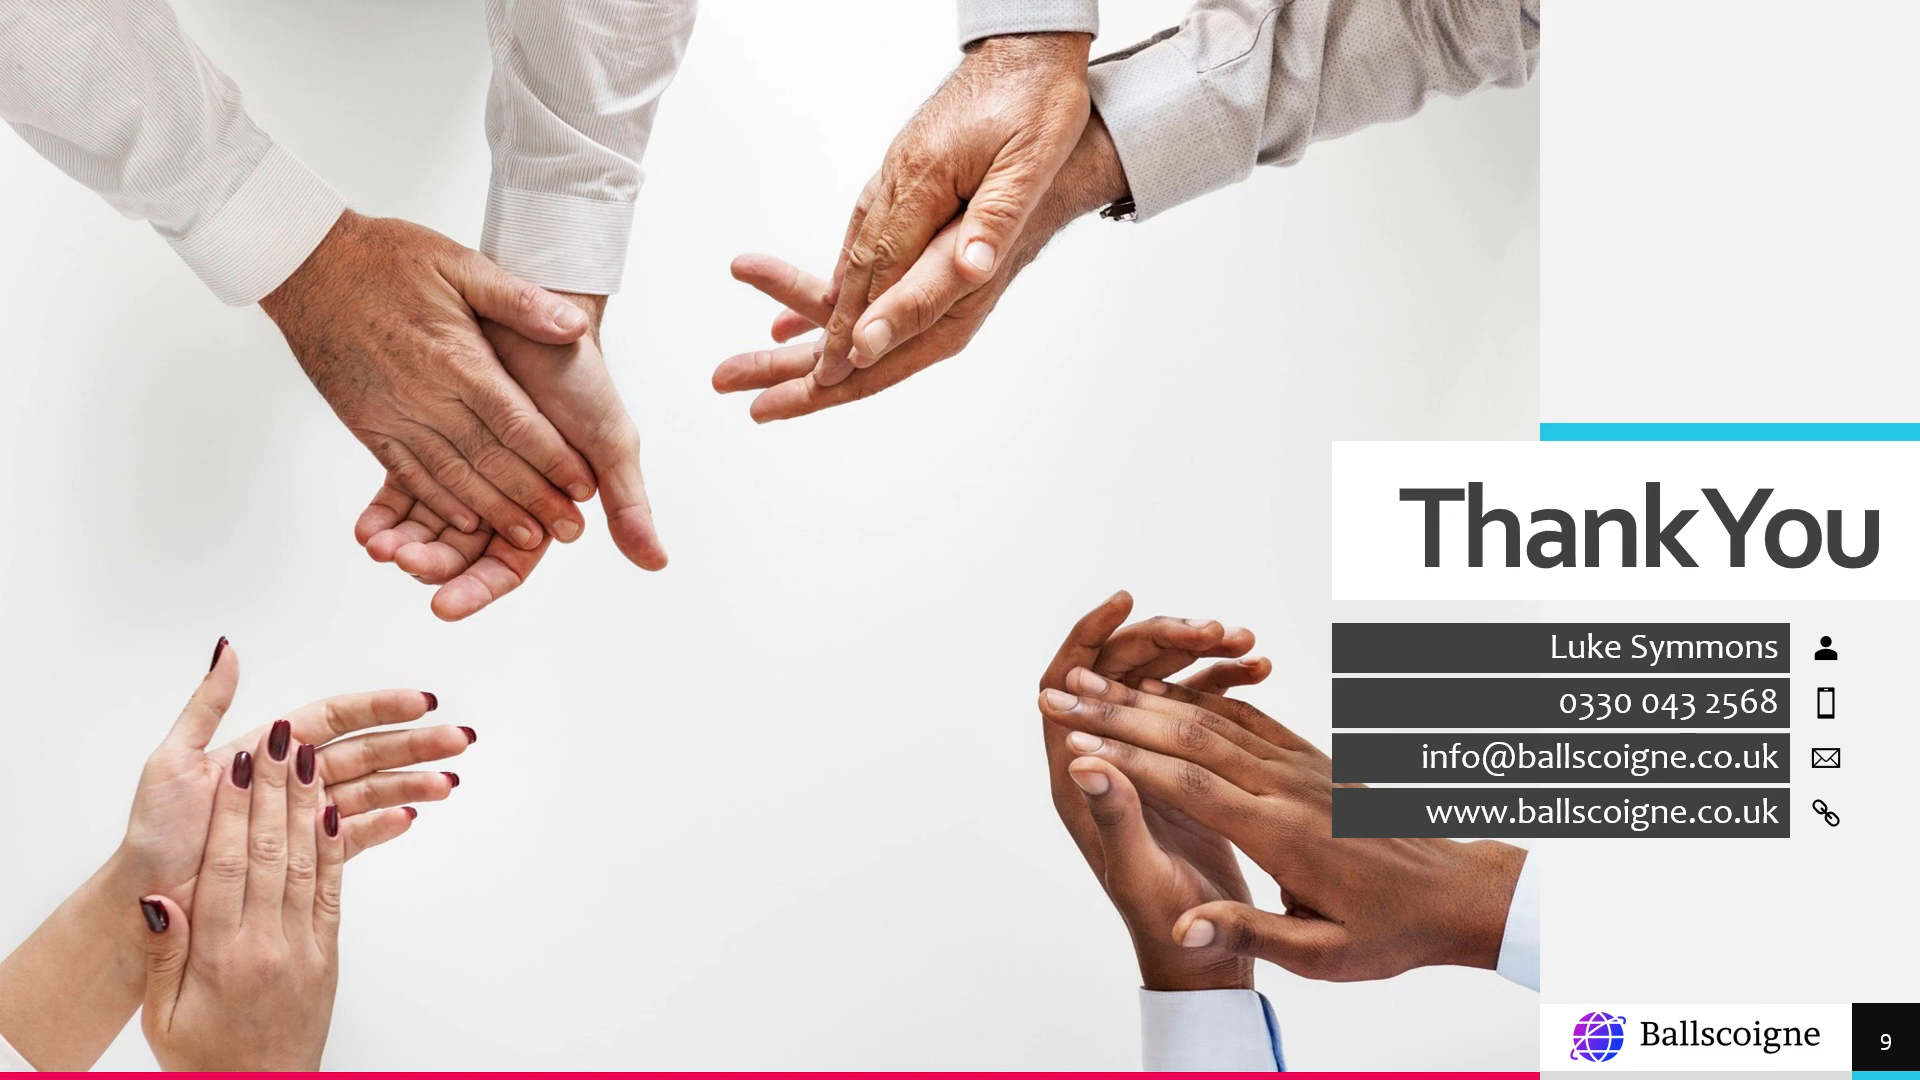 Thank You
Luke Symmons
0330 043 2568
info@ballscoigne.co.uk
www.ballscoigne.co.uk
Ballscoigne
9